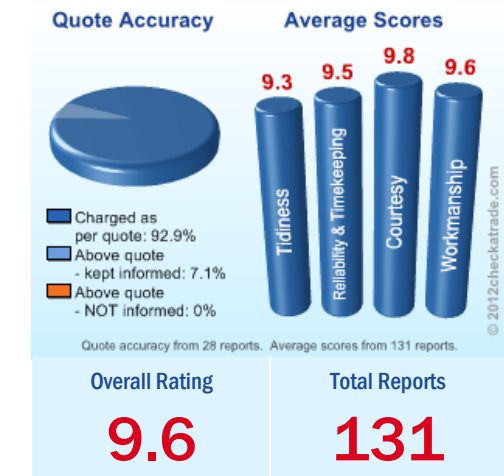 Quote Accuracy
Average Scores
9.3
9.5
9.8
9.6
Tidiness
Reliability & Timekeeping
Courtesy
Workmanship
Charged as
per quote: 92.9%
Above quote
- kept informed: 7.1%
Above quote
- NOT informed: 0%
© 2012checkatrade.com
Quote accuracy from 28 reports. Average scores from 131 reports.
Overall Rating
Total Reports
9.6
131